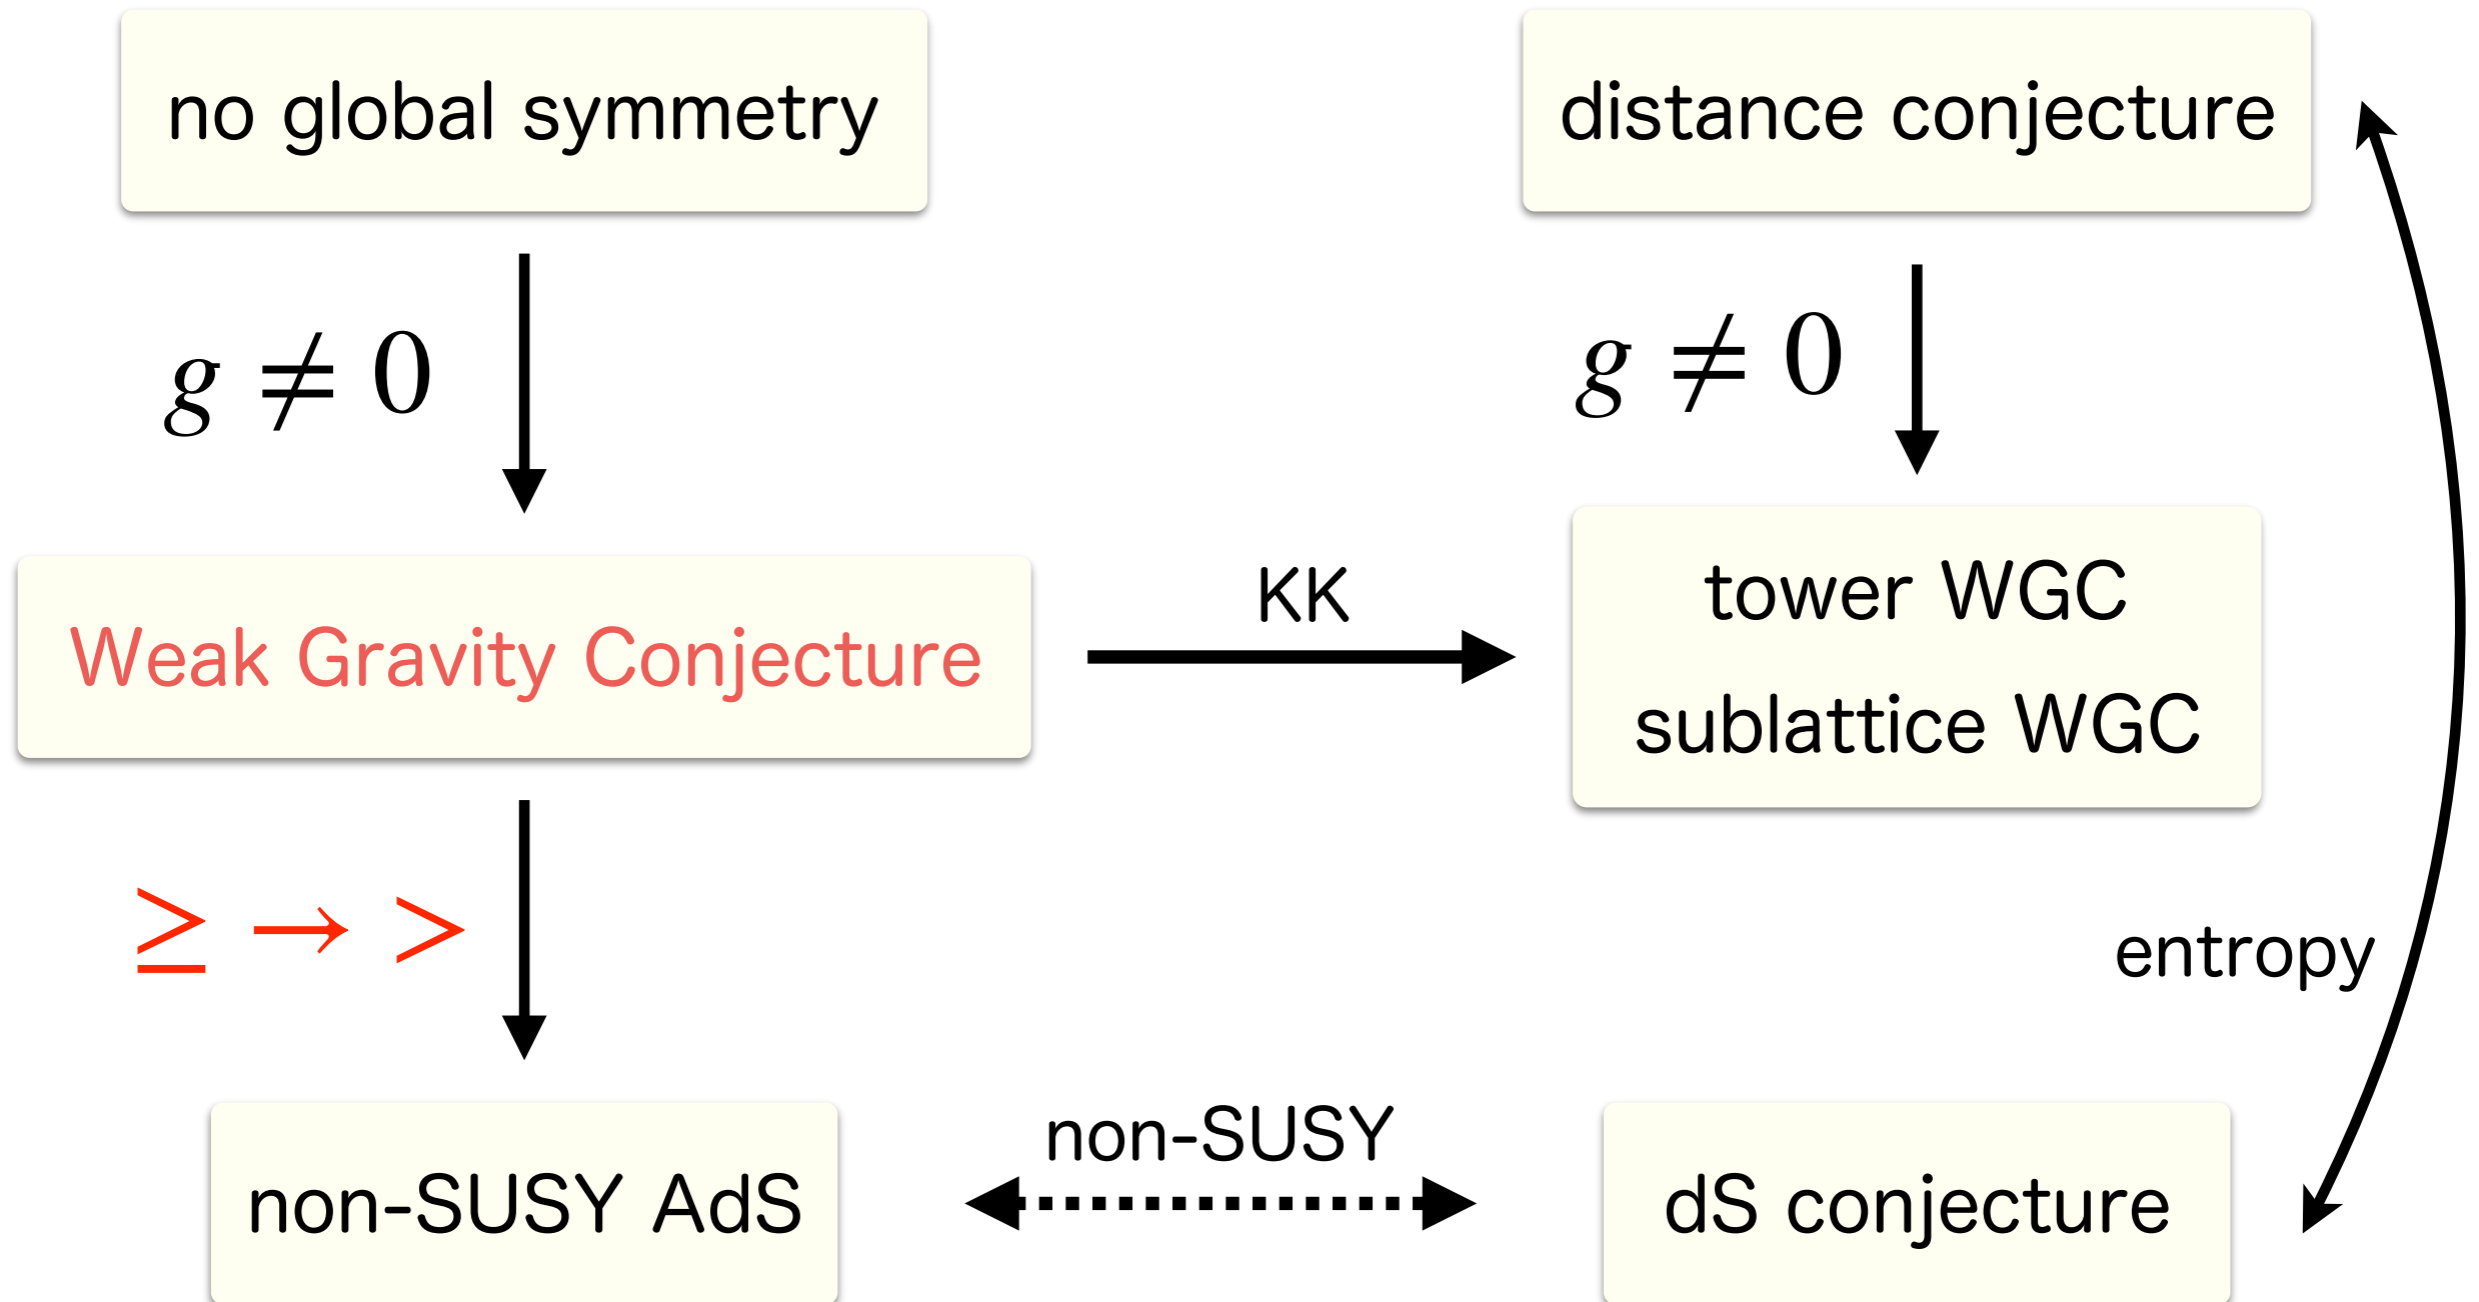 no global symmetry
distance conjecture
g ≠ 0
g ≠ 0
Weak Gravity Conjecture
KK
tower WGC
sublattice WGC
≥ → >
entropy
non-SUSY AdS
non-SUSY
dS conjecture